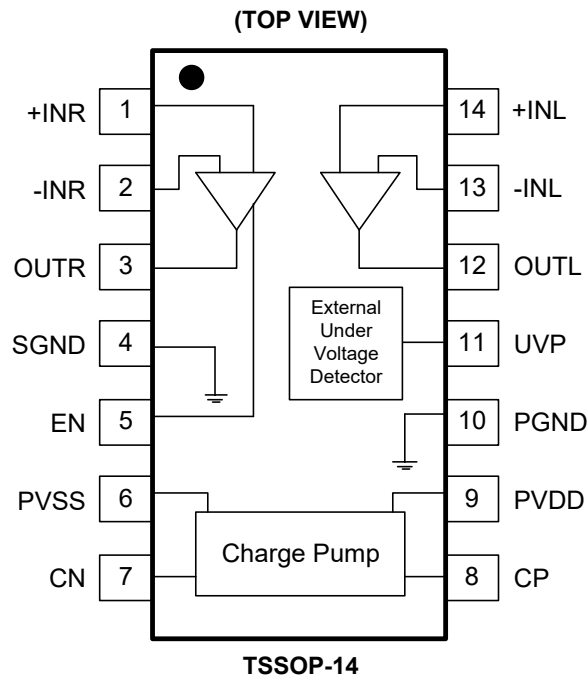 (TOP VIEW)
+INR 1
14 +INL
-INR 2
13 -INL
OUTR 3
12 OUTL
External
Under
Voltage
Detector
SGND 4
11 UVP
EN 5
10 PGND
PVSS 6
9 PVDD
Charge Pump
CN 7
8 CP
TSSOP-14